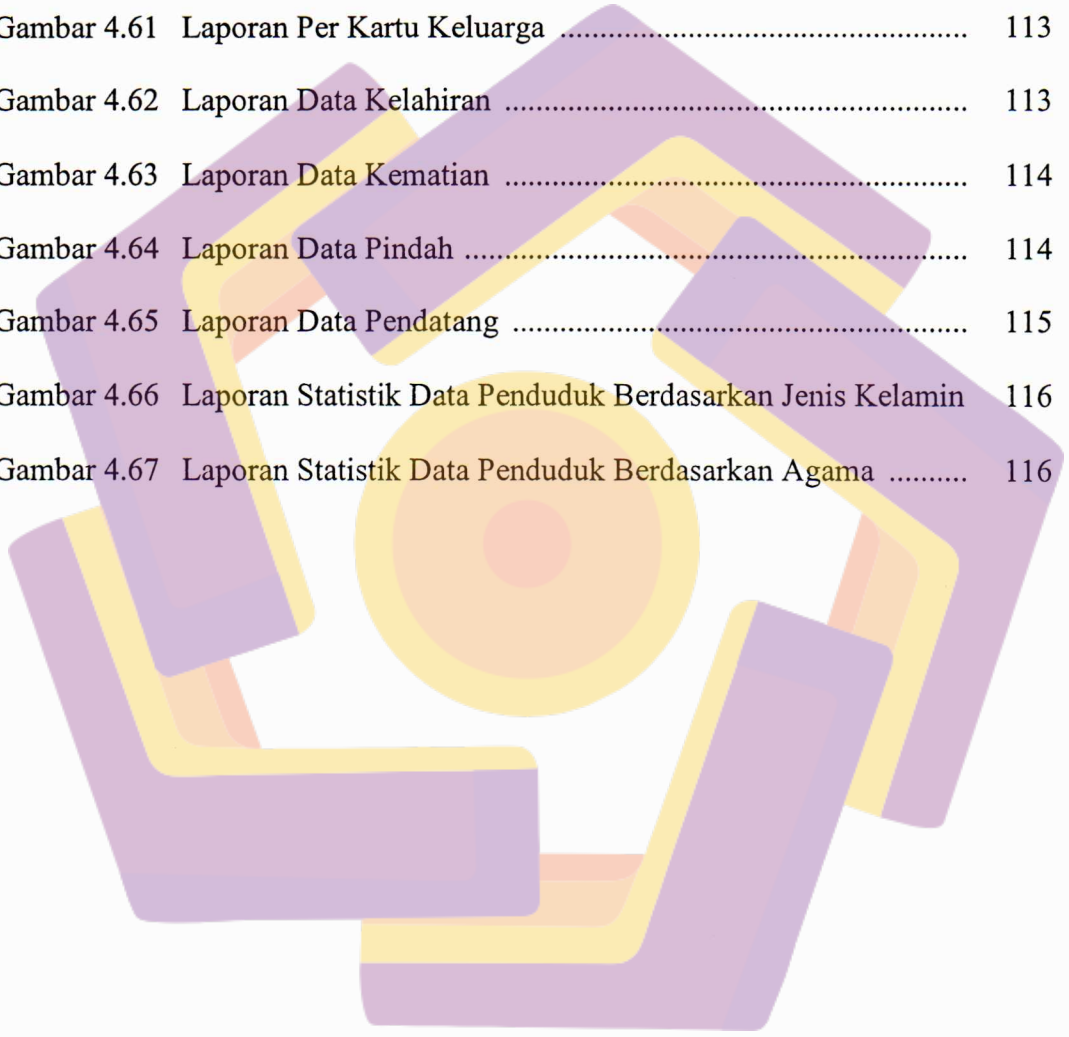 Gambar 4.61 Laporan Per Kartu Keluarga .................................................... 113
Gambar 4.62 Laporan Data Kelahiran ........................................................... 113
Gambar 4.63 Laporan Data Kematian ........................................................... 114
Gambar 4.64 Laporan Data Pindah ................................................................ 114
Gambar 4.65 Laporan Data Pendatang .......................................................... 115
Gambar 4.66 Laporan Statistik Data Penduduk Berdasarkan Jenis Kelamin 116
Gambar 4.67 Laporan Statistik Data Penduduk Berdasarkan Agama .......... 116